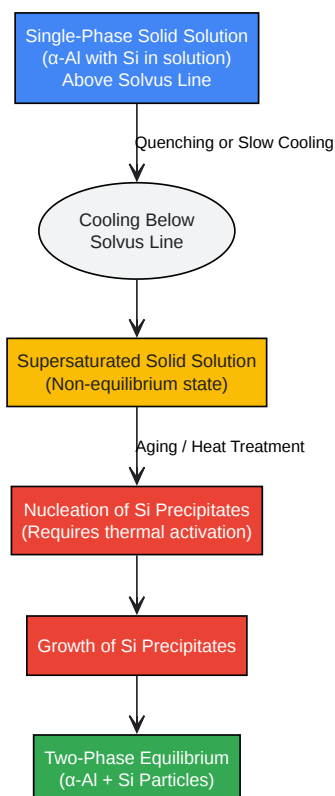 Single-Phase Solid Solution
(α-Al with Si in solution)
Above Solvus Line
Quenching or Slow Cooling
Cooling Below
Solvus Line
Supersaturated Solid Solution
(Non-equilibrium state)
Aging / Heat Treatment
Nucleation of Si Precipitates
(Requires thermal activation)
Growth of Si Precipitates
Two-Phase Equilibrium
(α-Al + Si Particles)